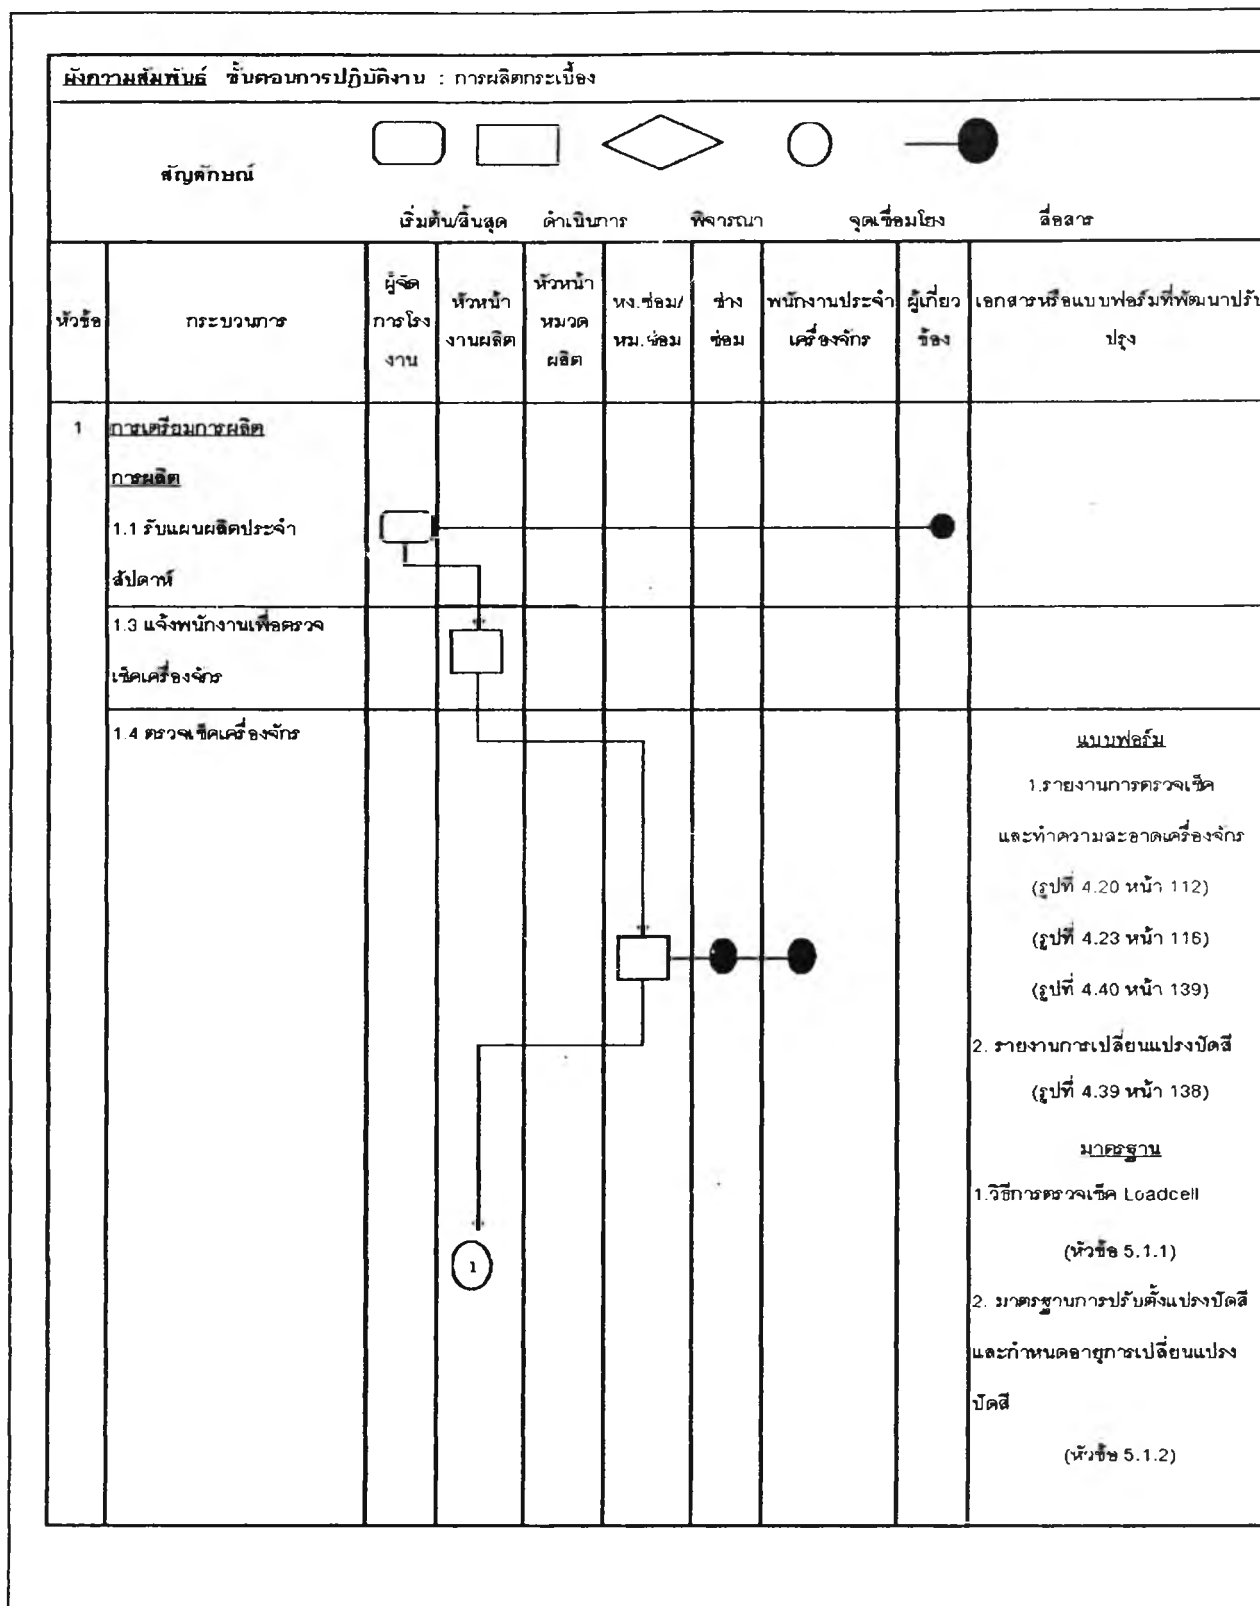 ผังความสัมพันธ์ ขั้นตอนการปฏิบัติงาน : การผลิตกระเบื้อง
สัญลักษณ์
เริ่มต้น/สิ้นสุด ดำเนินการ พิจารณา จุดเชื่อมโยง สื่อสาร
หัวข้อ
กระบวนการ
ผู้จัด
การโรง
งาน
หัวหน้า
งานผลิต
หัวหน้า
หมวด
ผลิต
หง.ซ่อม/
หม.ซ่อม
ช่าง
ซ่อม
พนักงานประจำ
เครื่องจักร
ผู้เกี่ยว
ข้อง
เอกสารหรือแบบฟอร์มที่พัฒนาปรับ
ปรุง
1 การเตรียมการผลิต
การผลิต
1.1 รับแผนผลิตประจำ
สัปดาห์
1.3 แจ้งพนักงานเพื่อตรวจ
เช็คเครื่องจักร
1.4 ตรวจเช็คเครื่องจักร
แบบฟอร์ม
1.รายงานการตรวจเช็ค
และทำความสะอาดเครื่องจักร
(รูปที่ 4.20 หน้า 112)
(รูปที่ 4.23 หน้า 116)
(รูปที่ 4.40 หน้า 139)
2. รายงานการเปลี่ยนแปรงปัดสี
(รูปที่ 4.39 หน้า 138)
มาตรฐาน
1.วิธีการตรวจเช็ค Loadcell
(หัวข้อ 5.1.1)
2. มาตรฐานการปรับตั้งแปรงปัดสี
และกำหนดอายุการเปลี่ยนแปรง
ปัดสี
(หัวข้อ 5.1.2)
1